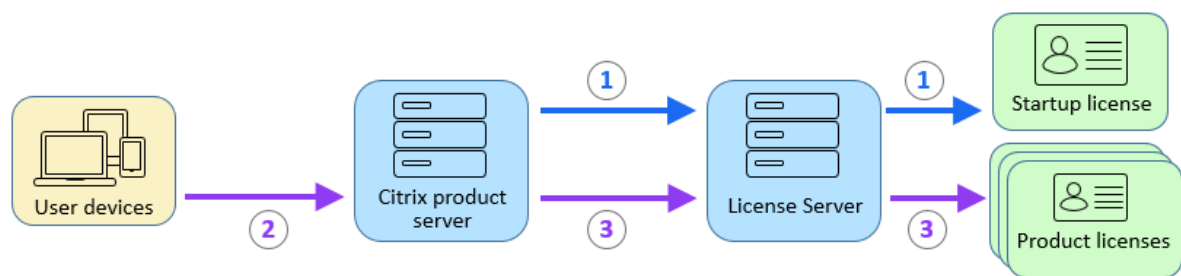 1
1
Startup license
User devices
2
Citrix product
server
3
License Server
3
Product licenses